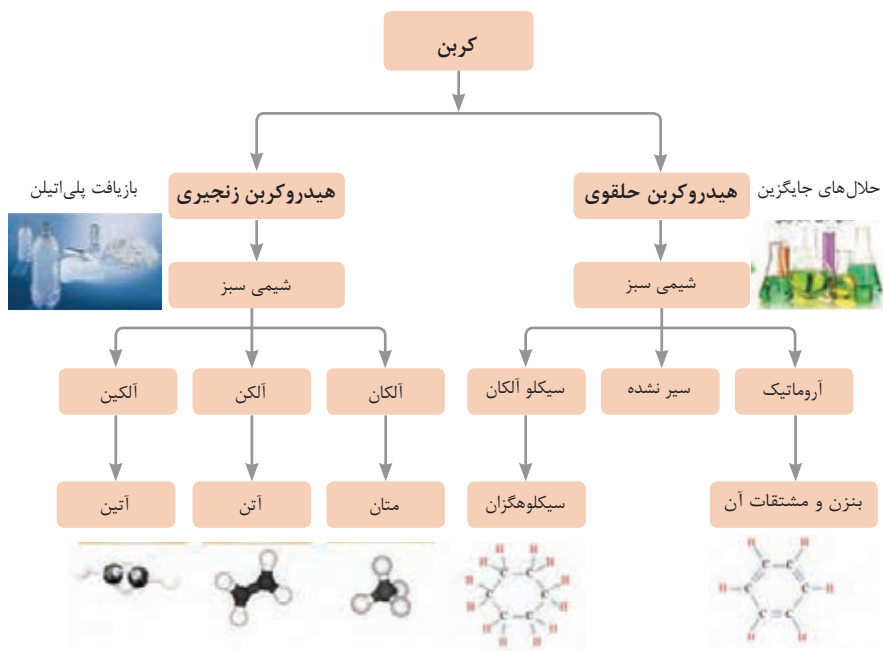 کربن
هیدروکربن حلقوی
هیدروکربن زنجیری
حلال‌های جایگزین
بازیافت پلی‌اتیلن
شیمی سبز
شیمی سبز
آروماتیک
سیر نشده
سیکلو آلکان
آلکان
آلکن
آلکین
بنزن و مشتقات آن
سیکلوهگزان
متان
آتن
آتین
H H
C
H C C H
C C
C
H H
H H H H
H C C H
H C C H
H C C H
H H H H